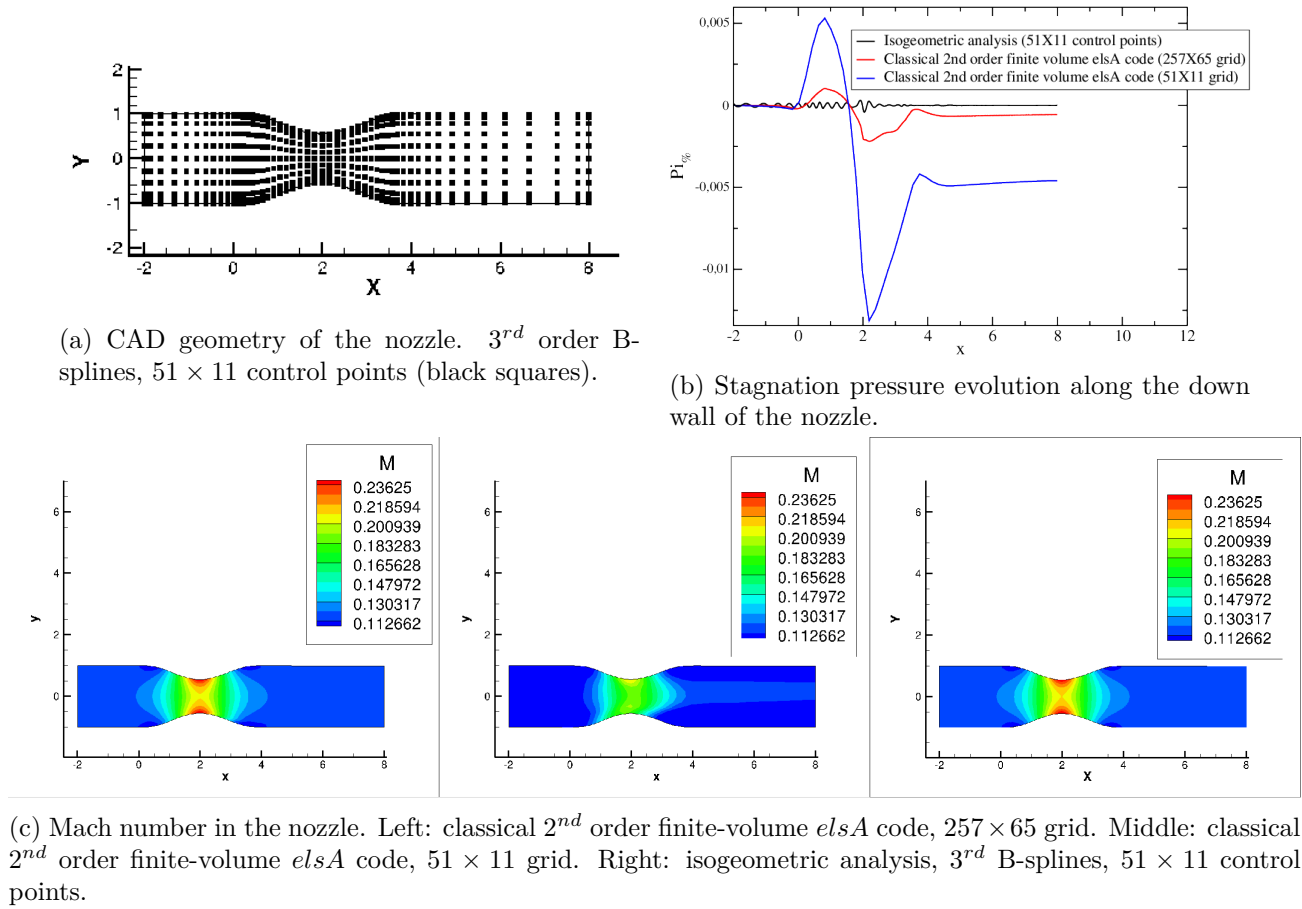 2
1
0
-1
-2
Y
-2 0 2 4 6 8
X
(a) CAD geometry of the nozzle. 3rd order B-
splines, 51 × 11 control points (black squares).
0,005
0
-0,005
-0,01
Pi%
-2 0 2 4 6 8 10 12
x
Isogeometric analysis (51X11 control points)
Classical 2nd order finite volume elsA code (257X65 grid)
Classical 2nd order finite volume elsA code (51X11 grid)
(b) Stagnation pressure evolution along the down
wall of the nozzle.
M
0.23625
0.218594
0.200939
0.183283
0.165628
0.147972
0.130317
0.112662
6
4
2
0
y
-2 0 2 4 6 8
x
M
0.23625
0.218594
0.200939
0.183283
0.165628
0.147972
0.130317
0.112662
6
4
2
0
y
-2 0 2 4 6 8
x
M
0.23625
0.218594
0.200939
0.183283
0.165628
0.147972
0.130317
0.112662
6
4
2
0
Y
-2 0 2 4 6 8
X
(c) Mach number in the nozzle. Left: classical 2nd order finite-volume elsA code, 257×65 grid. Middle: classical
2nd order finite-volume elsA code, 51 × 11 grid. Right: isogeometric analysis, 3rd B-splines, 51 × 11 control
points.